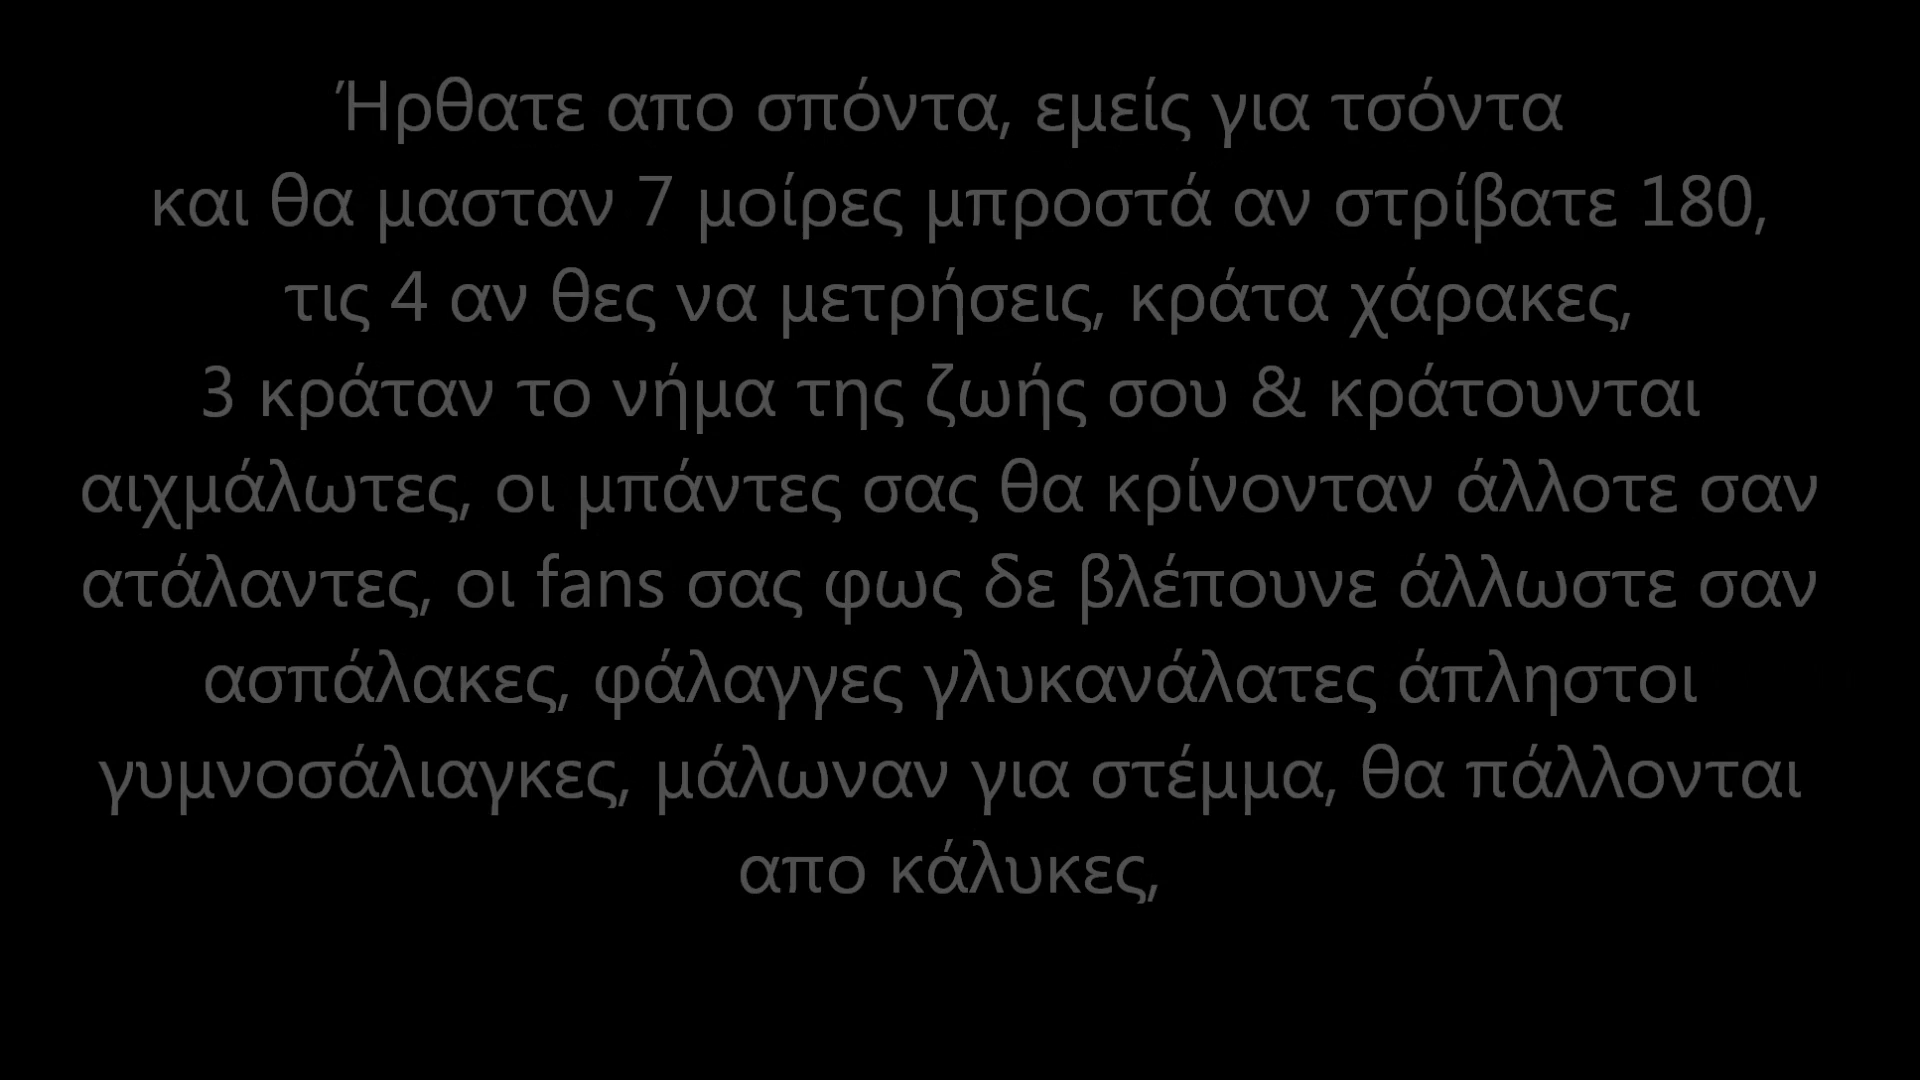 Ήρθατε απο σπόντα, εμείς για τσόντα
και θα μασταν 7 μοίρες μπροστά αν στρίβατε 180,
τις 4 αν θες να μετρήσεις, κράτα χάρακες,
3 κράταν το νήμα της ζωής σου & κράτουνται
αιχμάλωτες, οι μπάντες σας θα κρίνονταν άλλοτε σαν
ατάλαντες, οι fans σας φως δε βλέπουνε άλλωστε σαν
ασπάλακες, φάλαγγες γλυκανάλατες άπληστοι
γυμνοσάλιαγκες, μάλωναν για στέμμα, θα πάλλονται
απο κάλυκες,